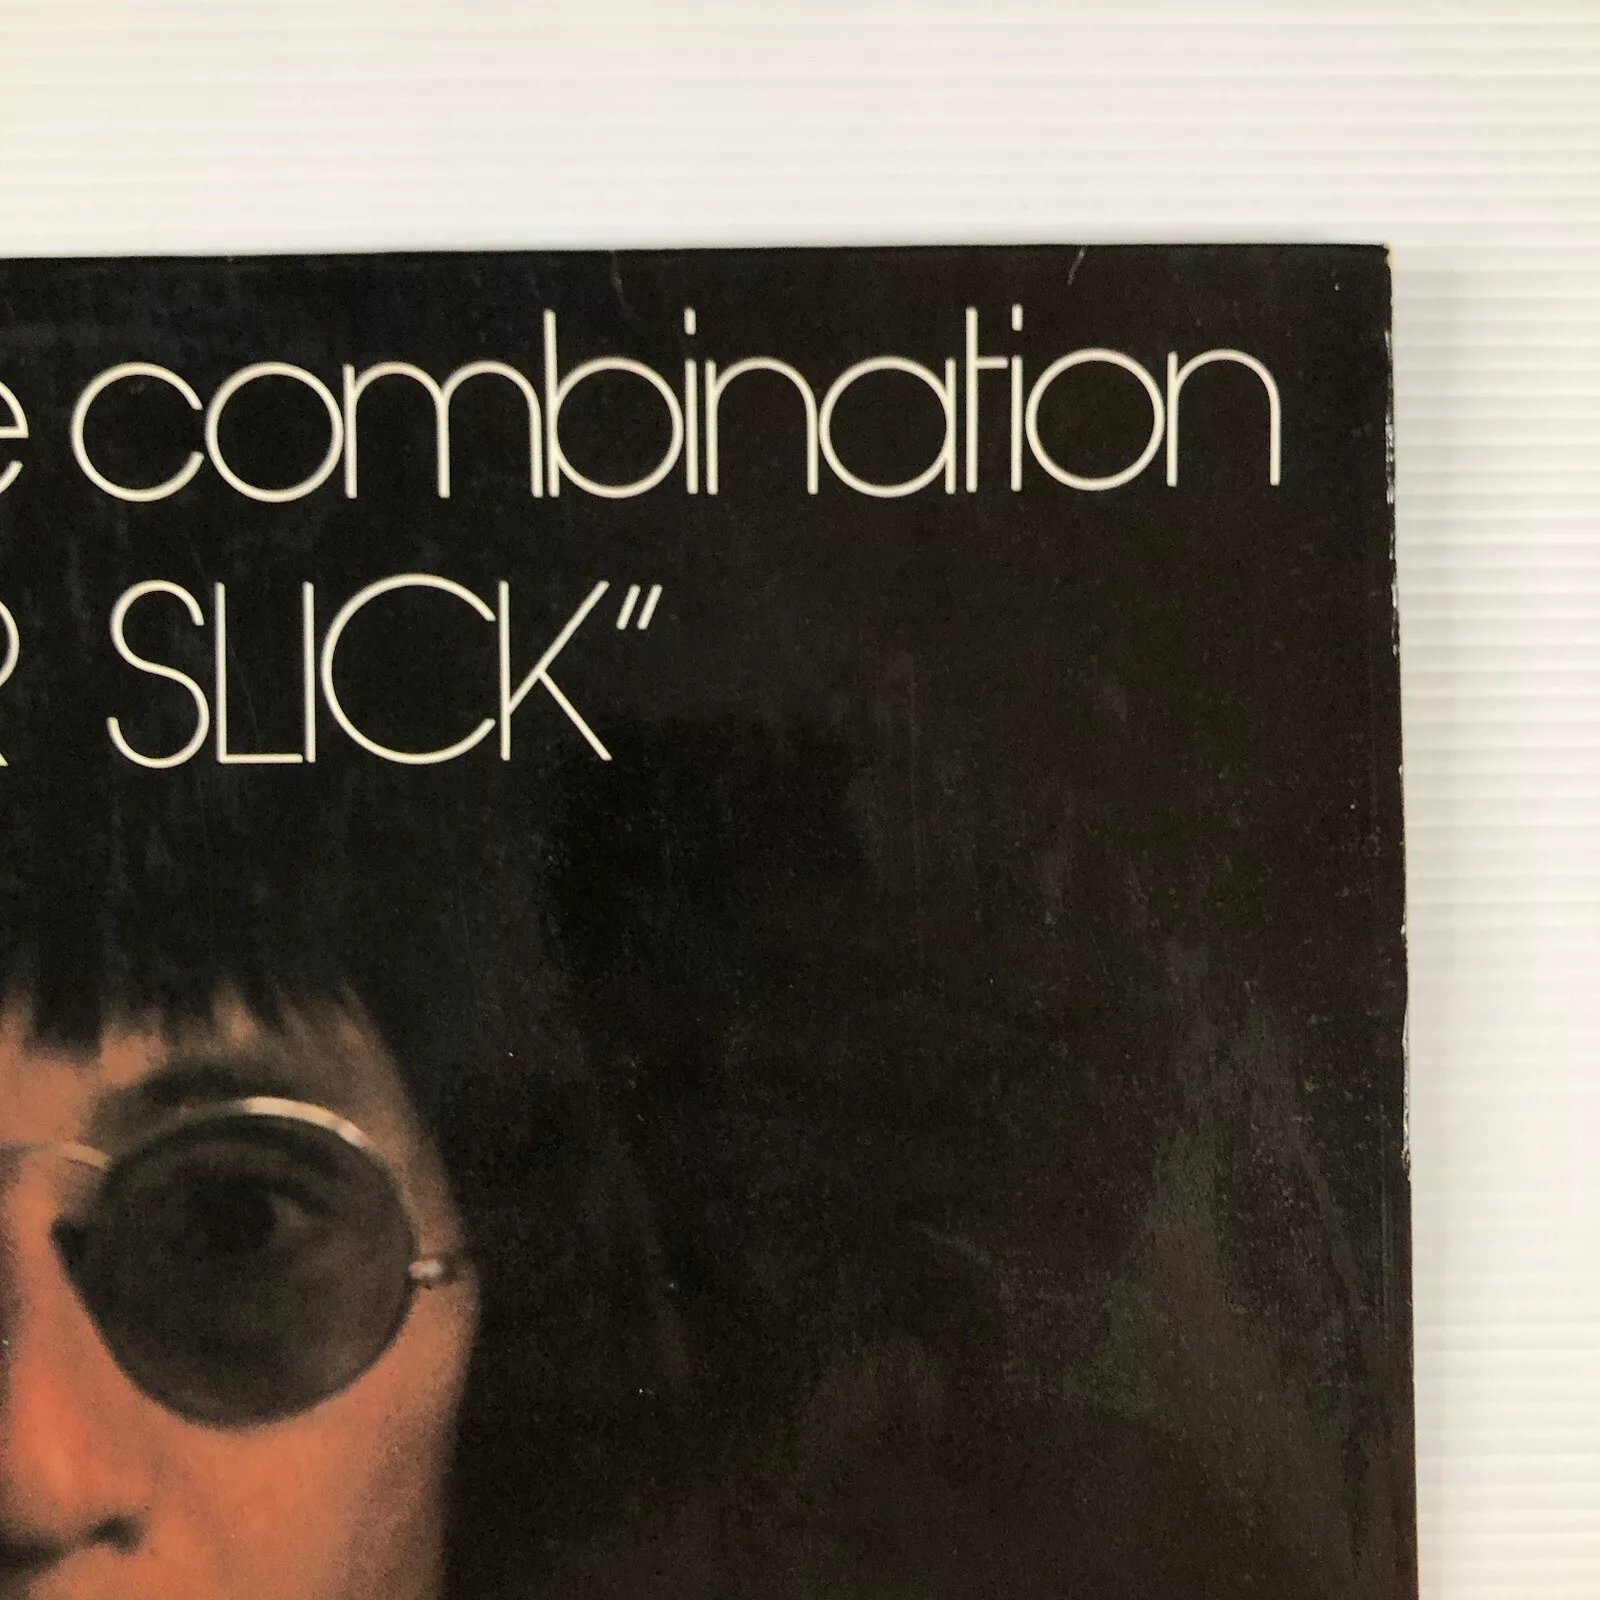 e combination
R SLICK"